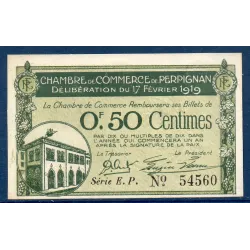 CHAMBRE DE COMMERCE DE PERPIGNAN
DÉLIBÉRATION DU 17 FÉVRIER 1919
La Chambre de Commerce Remboursera ses Billets de
0F.50 Centimes
PAR DIX OU MULTIPLES DE DIX DANS
L'ANNÉE QUI COMMENCERA UN AN
APRÈS LA SIGNATURE DE LA PAIX
Le Trésorier Le Président
Série E.P. No 54560